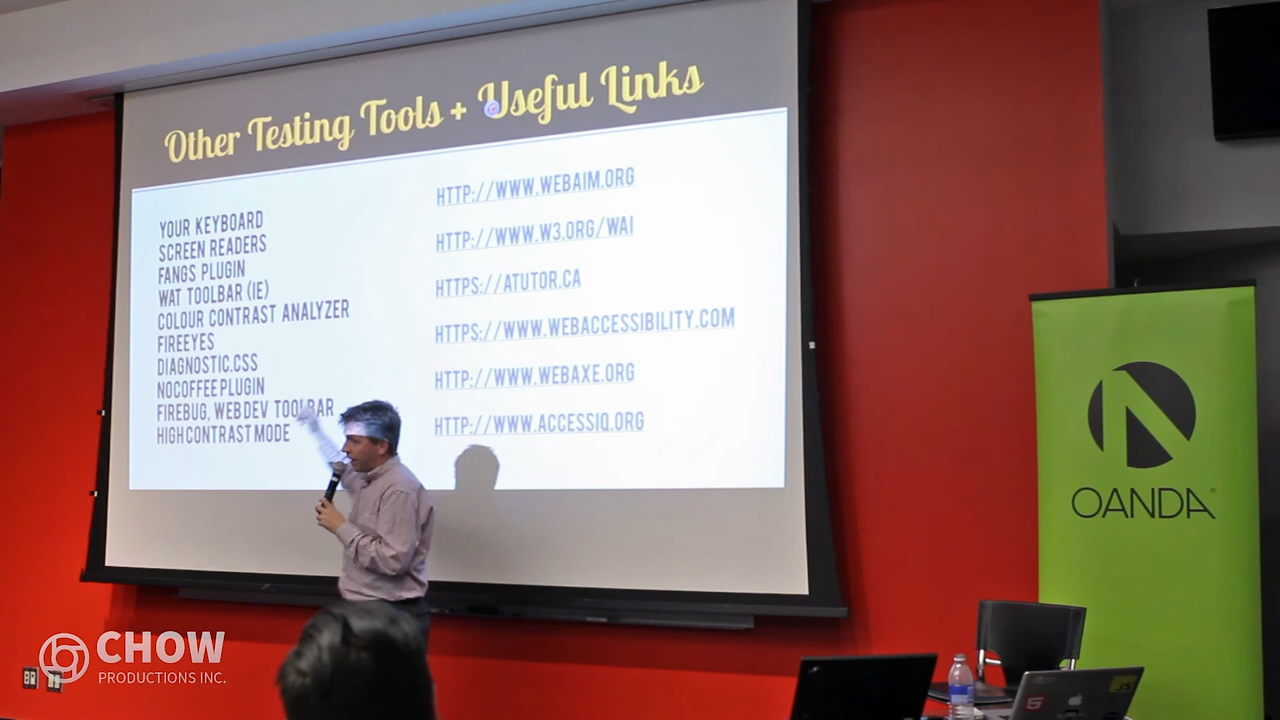 Other Testing Tools + Useful Links
YOUR KEYBOARD
SCREEN READERS
FANGS PLUGIN
WAT TOOLBAR (IE)
COLOUR CONTRAST ANALYZER
FIREEYES
DIAGNOSTIC.CSS
NOCOFFEE PLUGIN
FIREBUG, WEB DEV TOOLBAR
HIGH CONTRAST MODE
HTTP://WWW.WEBAIM.ORG
HTTP://WWW.W3.ORG/WAI
HTTPS://ATUTOR.CA
HTTPS://WWW.WEBACCESSIBILITY.COM
HTTP://WWW.WEBAXE.ORG
HTTP://WWW.ACCESSIQ.ORG
OANDA
CHOW
PRODUCTIONS INC.
5
JS